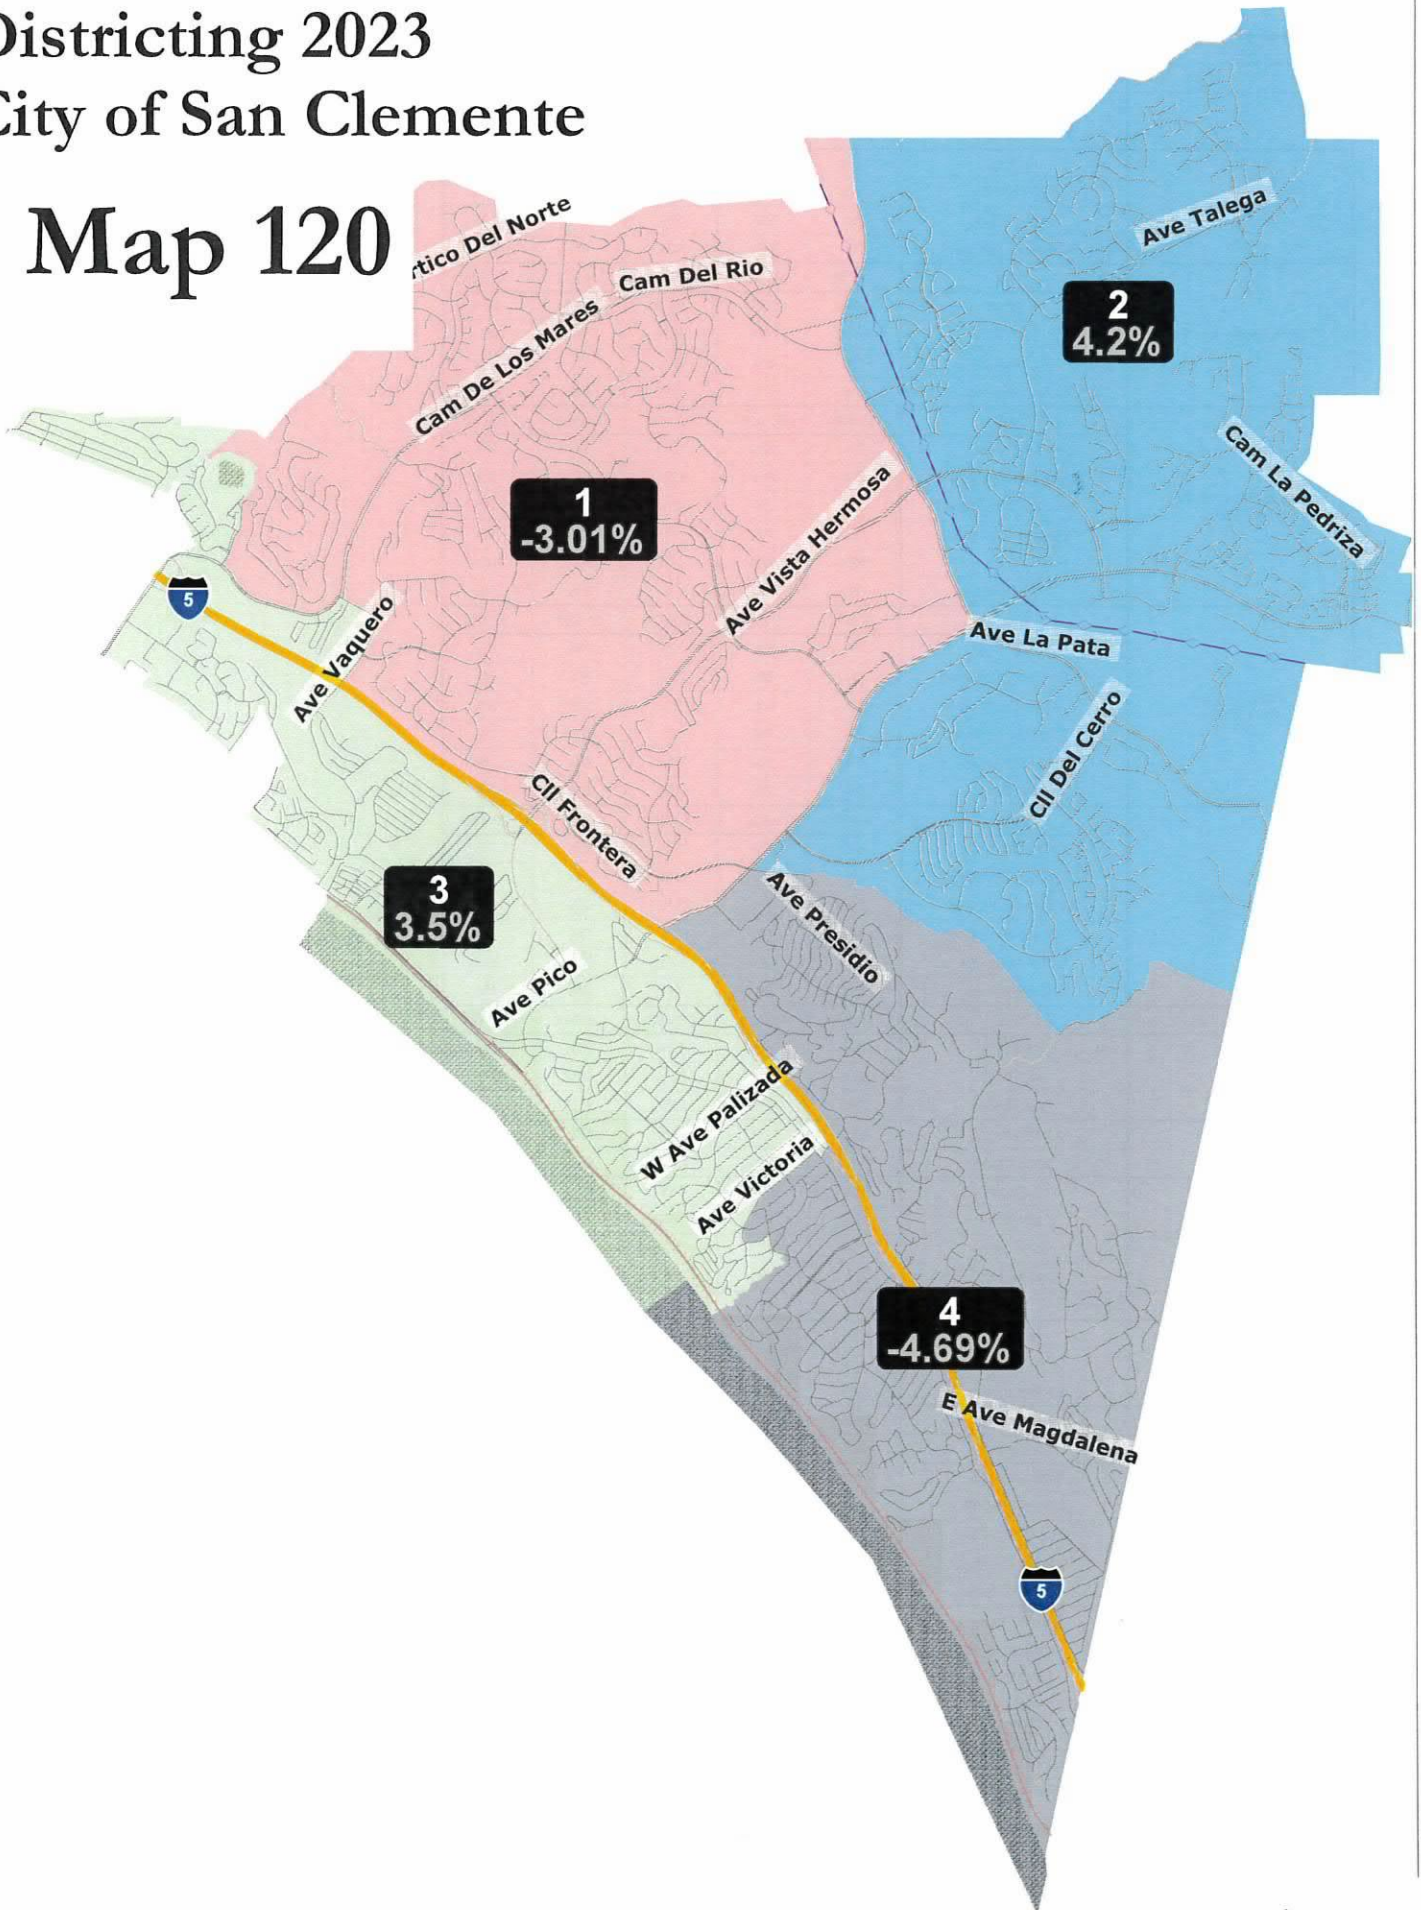 Districting 2023
City of San Clemente
Map 120
rtico Del Norte
Cam Del Rio
Cam De Los Mares
Ave Talega
2
4.2%
Cam La Pedriza
1
-3.01%
Ave Vista Hermosa
5
Ave Vaquero
Ave La Pata
Cll Del Cerro
Cll Frontera
3
3.5%
Ave Presidio
Ave Pico
W Ave Palizada
Ave Victoria
4
-4.69%
E Ave Magdalena
5